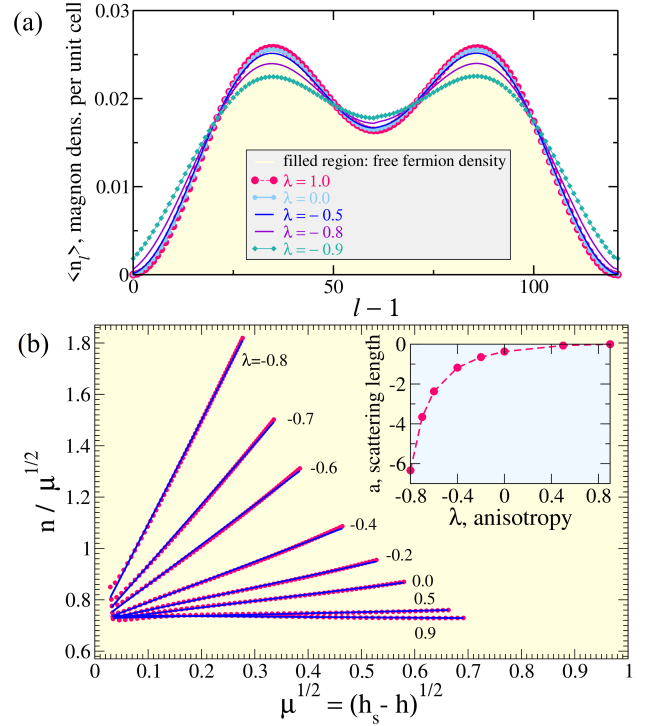 (a)
<n_l>, magnon dens. per unit cell
0.03
0.02
0.01
0
filled region: free fermion density
λ = 1.0
λ = 0.0
λ = − 0.5
λ = − 0.8
λ = − 0.9
0 50 100
l − 1
(b)
n / μ^1/2
1.8
1.6
1.4
1.2
1
0.8
0.6
λ=-0.8
-0.7
-0.6
-0.4
-0.2
0.0
0.5
0.9
a, scattering length
0
-2
-4
-6
-0.8 -0.4 0 0.4 0.8
λ, anisotropy
0 0.1 0.2 0.3 0.4 0.5 0.6 0.7 0.8 0.9 1
μ^1/2 = (h_s - h)^1/2